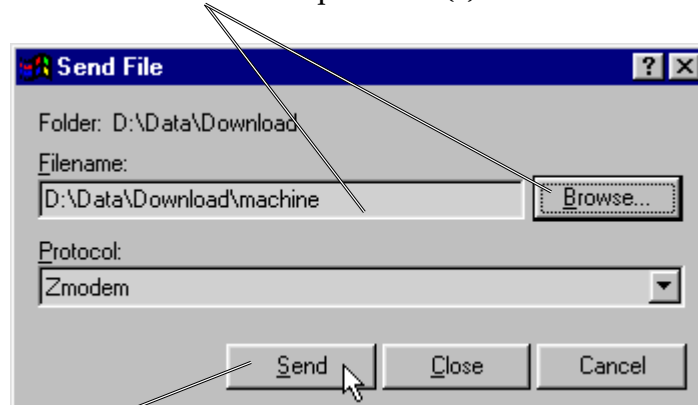 Send File
Folder: D:\Data\Download
Filename:
D:\Data\Download\machine
Browse...
Protocol:
Zmodem
Send Close Cancel